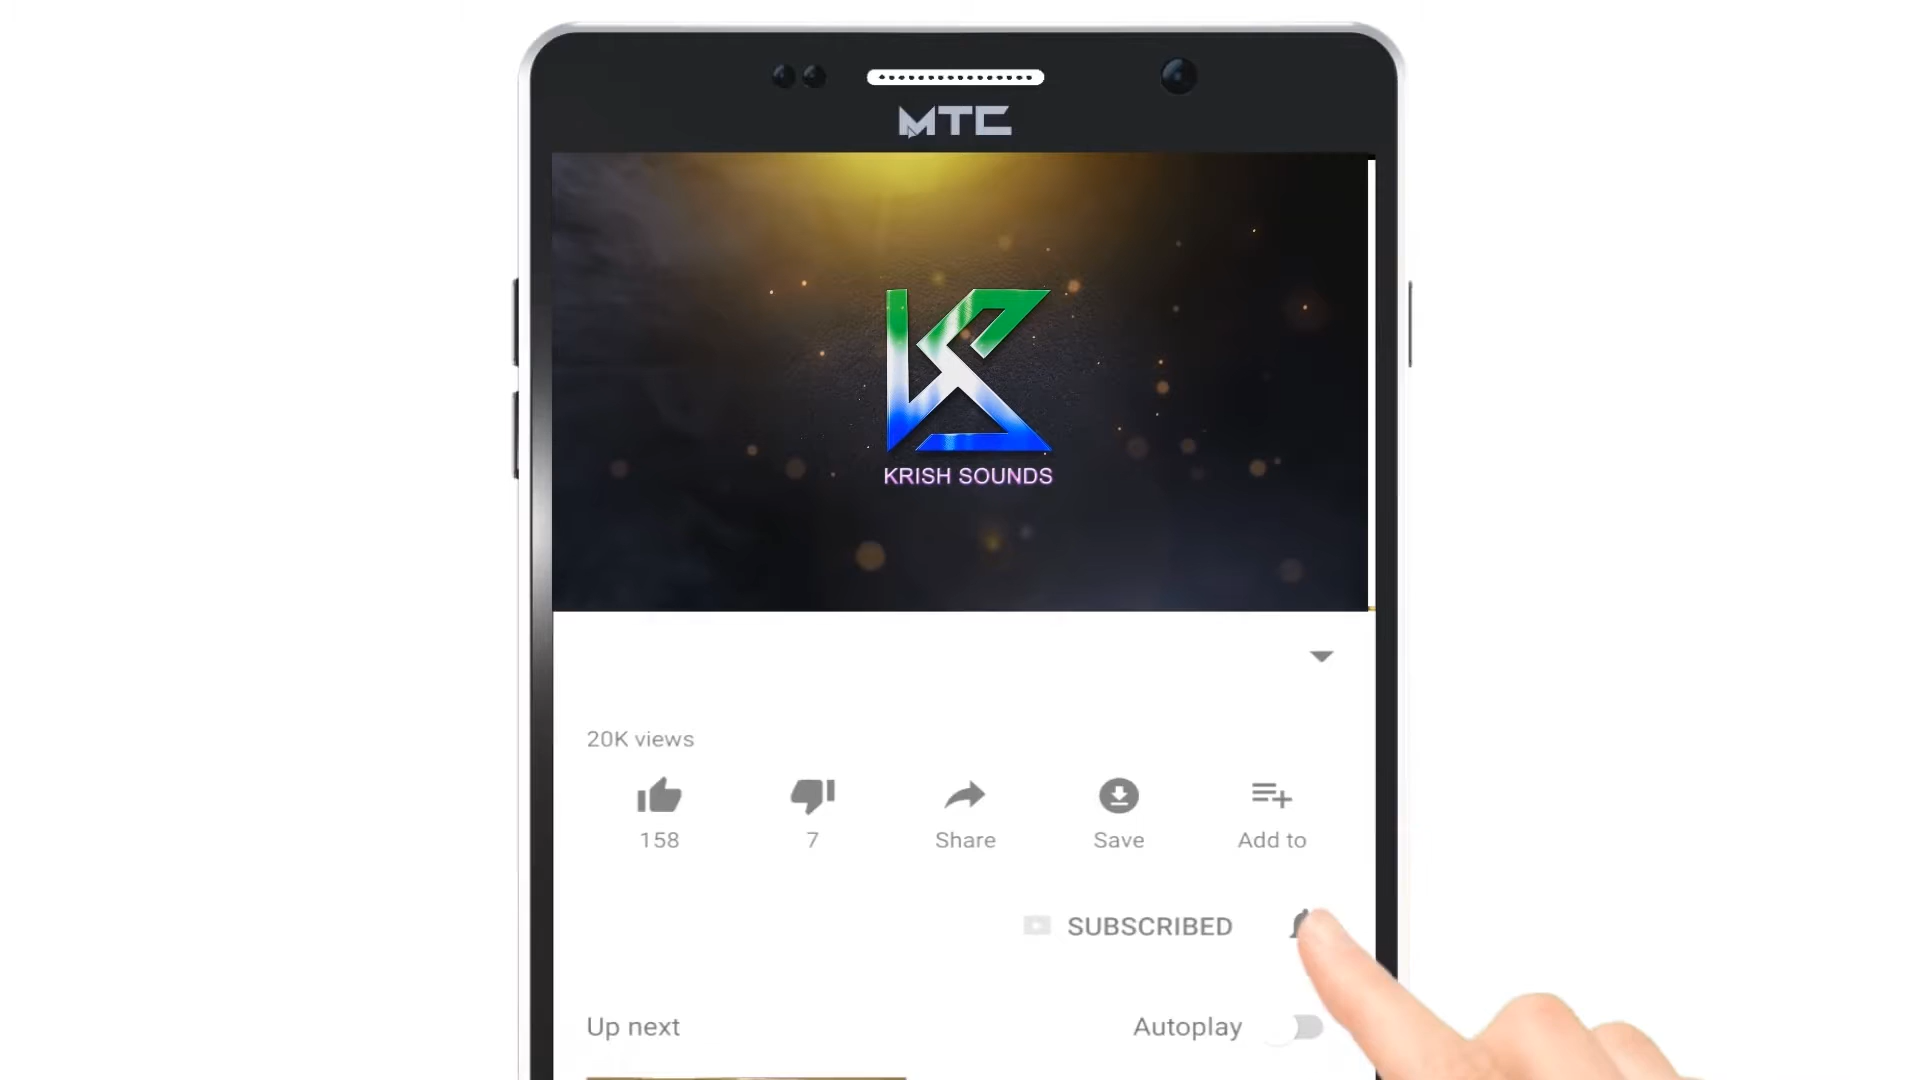 MTC
KRISH SOUNDS
20K views
158
7
Share
Save
Add to
SUBSCRIBED
Up next
Autoplay